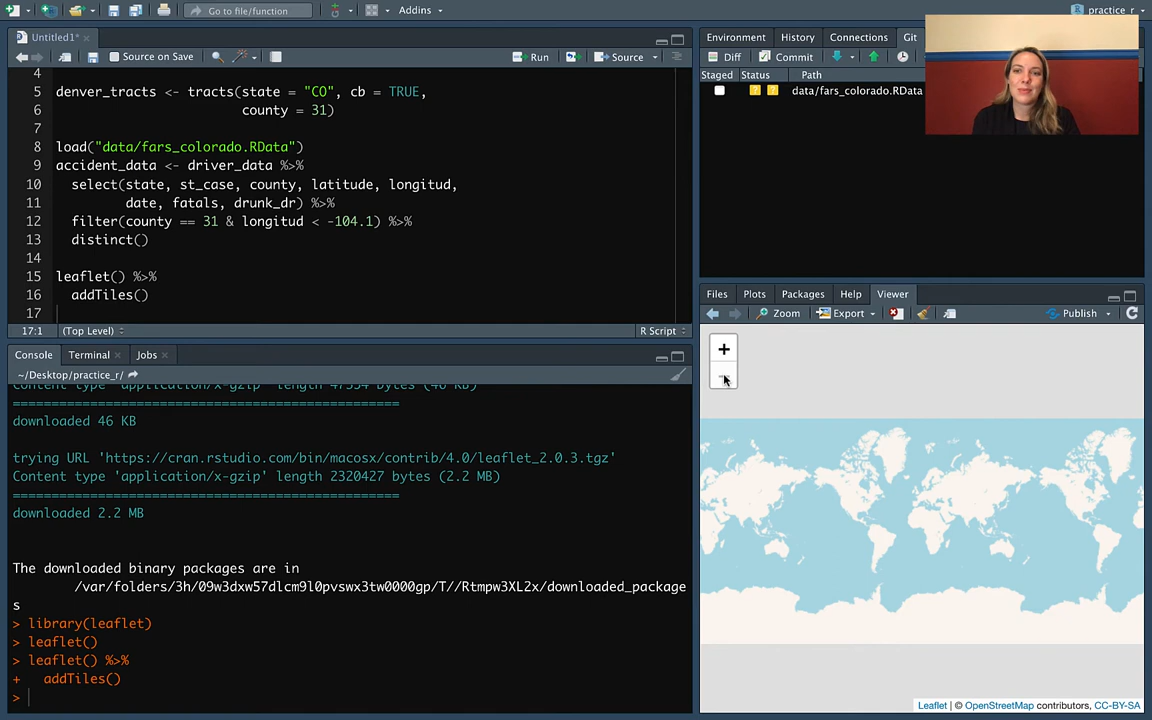 Go to file/function
Addins
practice_r
Untitled1*
Source on Save
Run
Source
4
5 denver_tracts <- tracts(state = "CO", cb = TRUE,
6 county = 31)
7
8 load("data/fars_colorado.RData")
9 accident_data <- driver_data %>%
10 select(state, st_case, county, latitude, longitud,
11 date, fatals, drunk_dr) %>%
12 filter(county == 31 & longitud < -104.1) %>%
13 distinct()
14
15 leaflet() %>%
16 addTiles()
17
17:1 (Top Level) R Script
Console Terminal Jobs
~/Desktop/practice_r/
downloaded 46 KB
trying URL 'https://cran.rstudio.com/bin/macosx/contrib/4.0/leaflet_2.0.3.tgz'
Content type 'application/x-gzip' length 2320427 bytes (2.2 MB)
==================================================
downloaded 2.2 MB
The downloaded binary packages are in
/var/folders/3h/09w3dxw57dlcm9l0pvswx3tw0000gp/T//Rtmpw3XL2x/downloaded_package
s
> library(leaflet)
> leaflet()
> leaflet() %>%
+ addTiles()
>
Environment History Connections Git
Diff Commit
Staged Status Path
data/fars_colorado.RData
Files Plots Packages Help Viewer
Zoom Export Publish
+
Leaflet | © OpenStreetMap contributors, CC-BY-SA